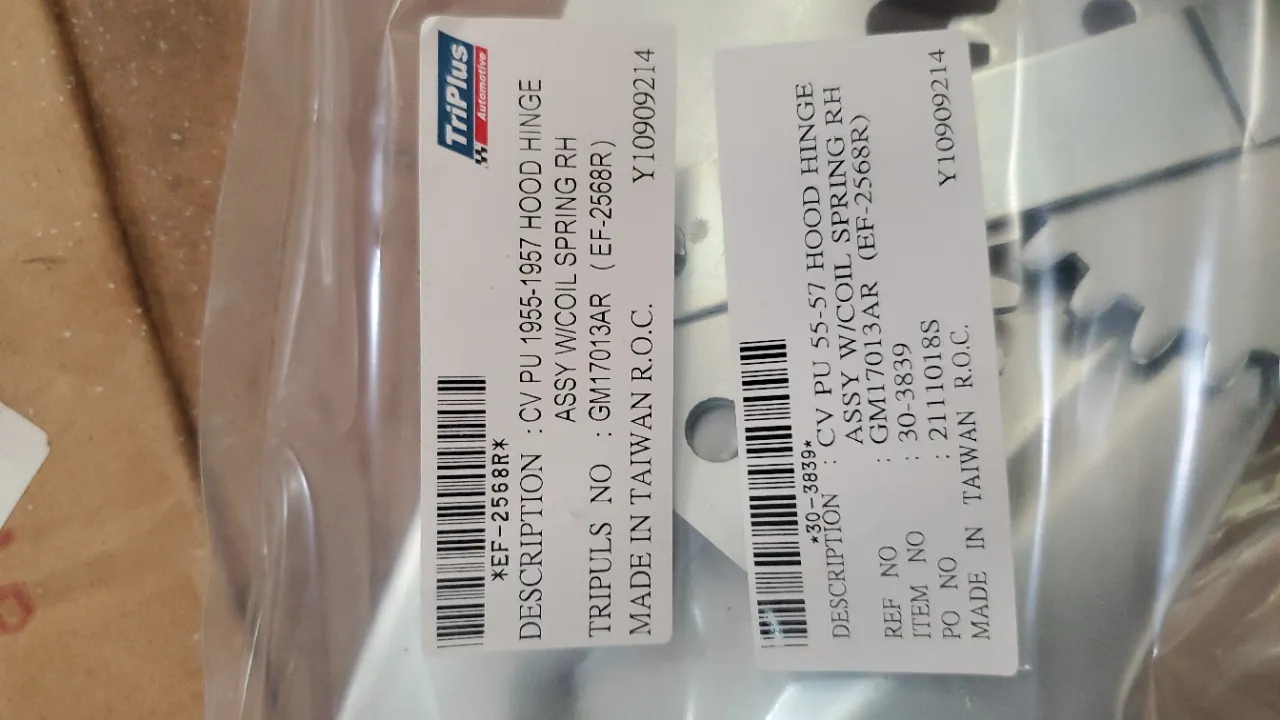 TriPlus
Automotive
*EF-2568R*
DESCRIPTION : CV PU 1955-1957 HOOD HINGE
ASSY W/COIL SPRING RH
TRIPULS NO : GM17013AR ( EF-2568R)
MADE IN TAIWAN R.O.C. Y10909214
*30-3839*
DESCRIPTION : CV PU 55-57 HOOD HINGE
ASSY W/COIL SPRING RH
REF NO : GM17013AR (EF-2568R)
ITEM NO : 30-3839
PO NO : 2111018S
MADE IN TAIWAN R.O.C. Y10909214